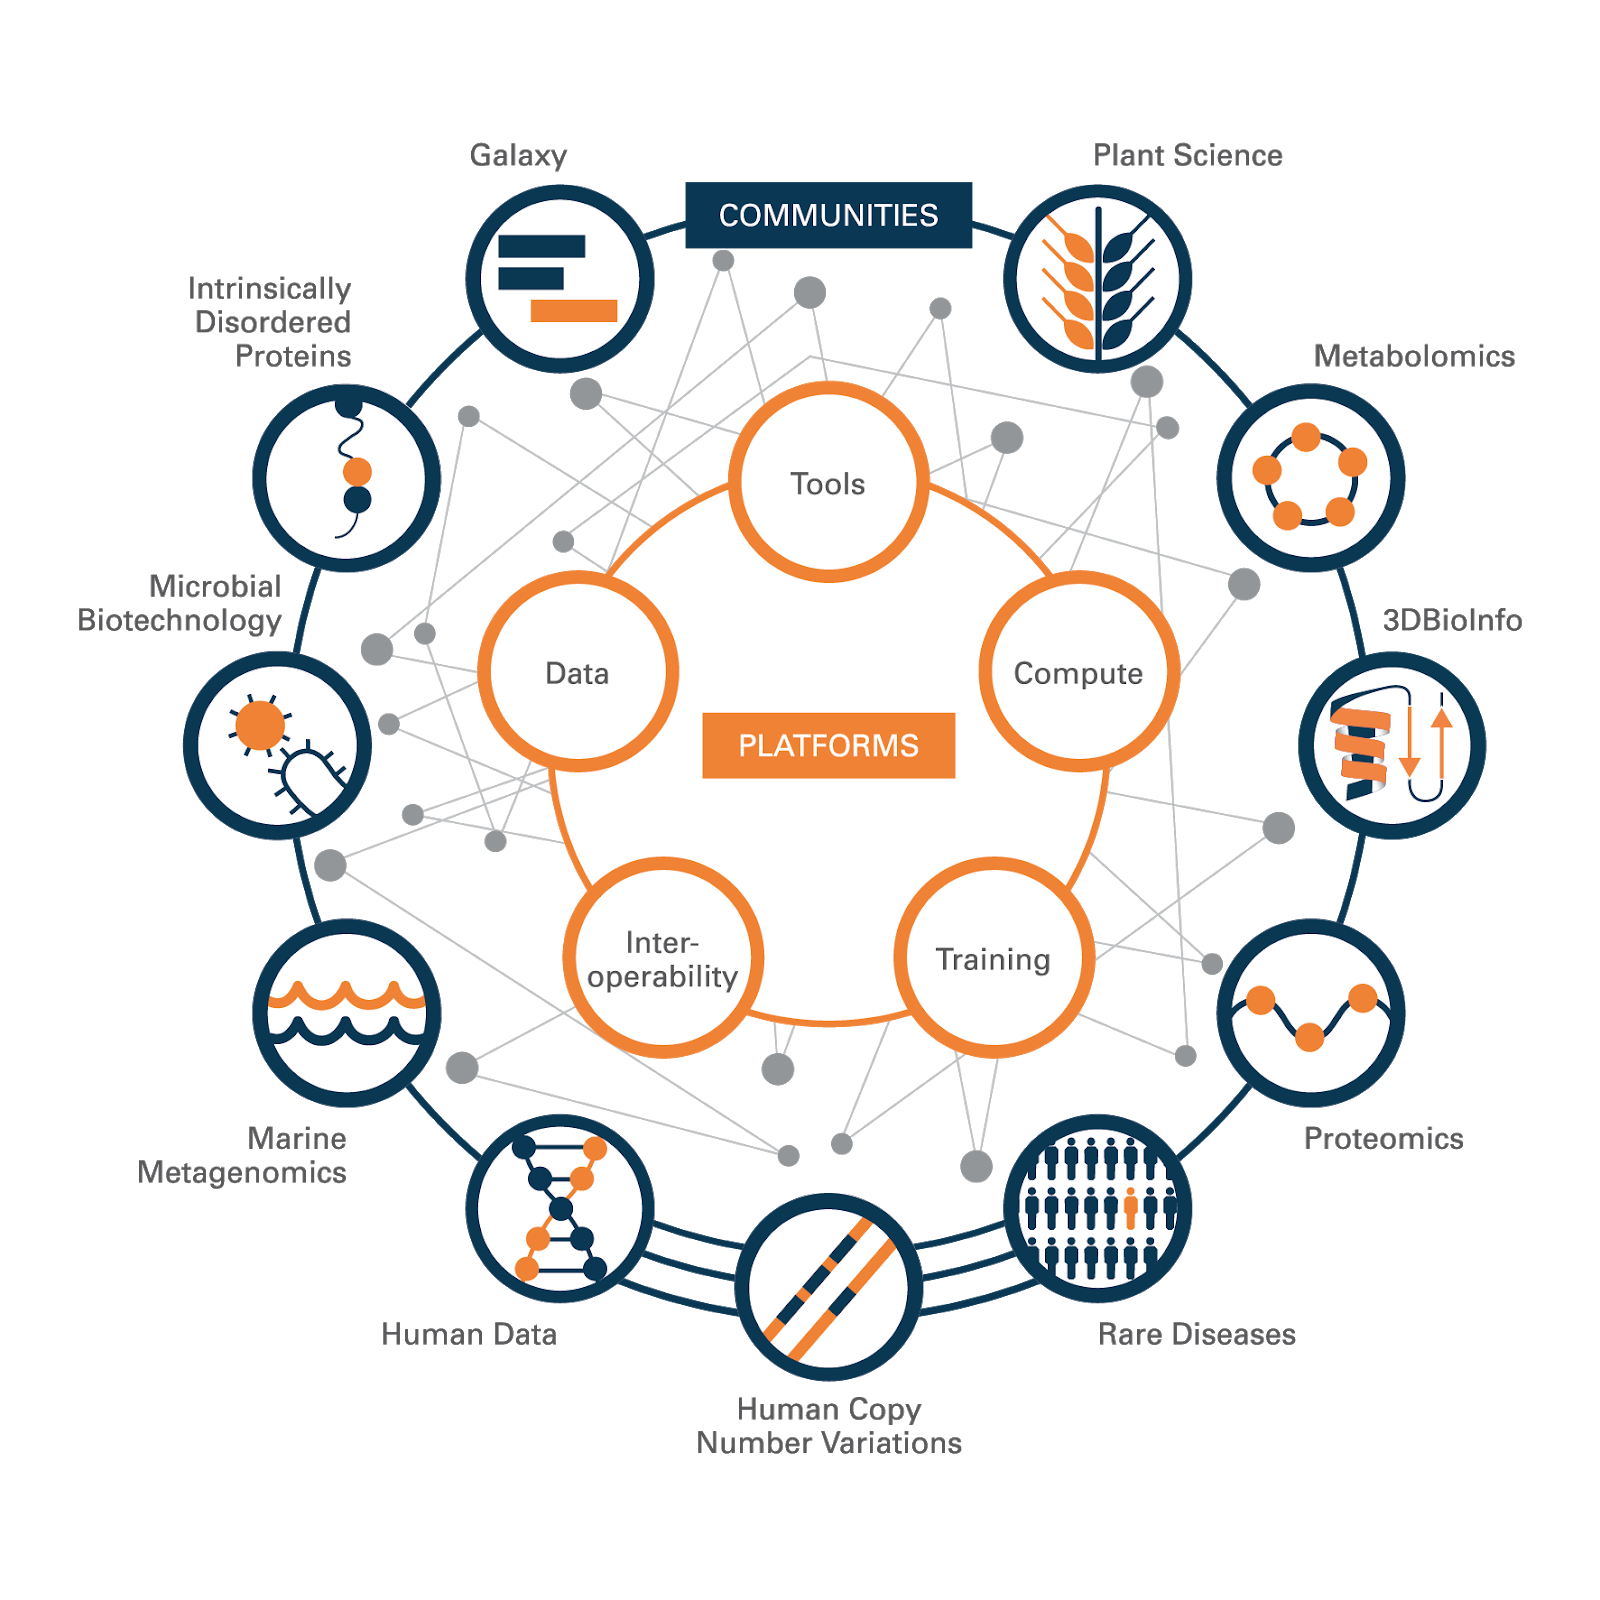 Galaxy
Plant Science
COMMUNITIES
Intrinsically
Disordered
Proteins
Metabolomics
Tools
Microbial
Biotechnology
3DBioInfo
Data
Compute
PLATFORMS
Inter-
operability
Training
Marine
Metagenomics
Proteomics
Human Data
Rare Diseases
Human Copy
Number Variations